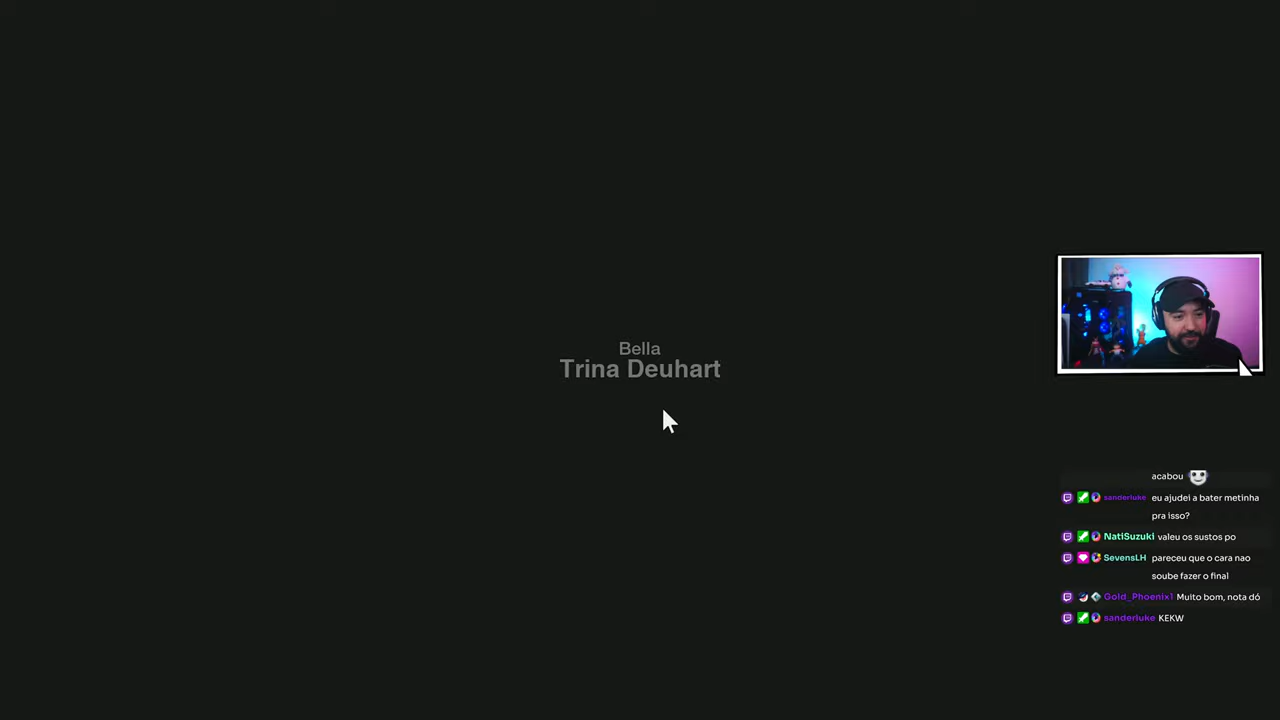 Bella
Trina Deuhart
acabou
sanderluke eu ajudei a bater metinha
pra isso?
NatiSuzuki valeu os sustos po
SevensLH pareceu que o cara nao
soube fazer o final
Gold_Phoenix1 Muito bom, nota dó
sanderluke KEKW